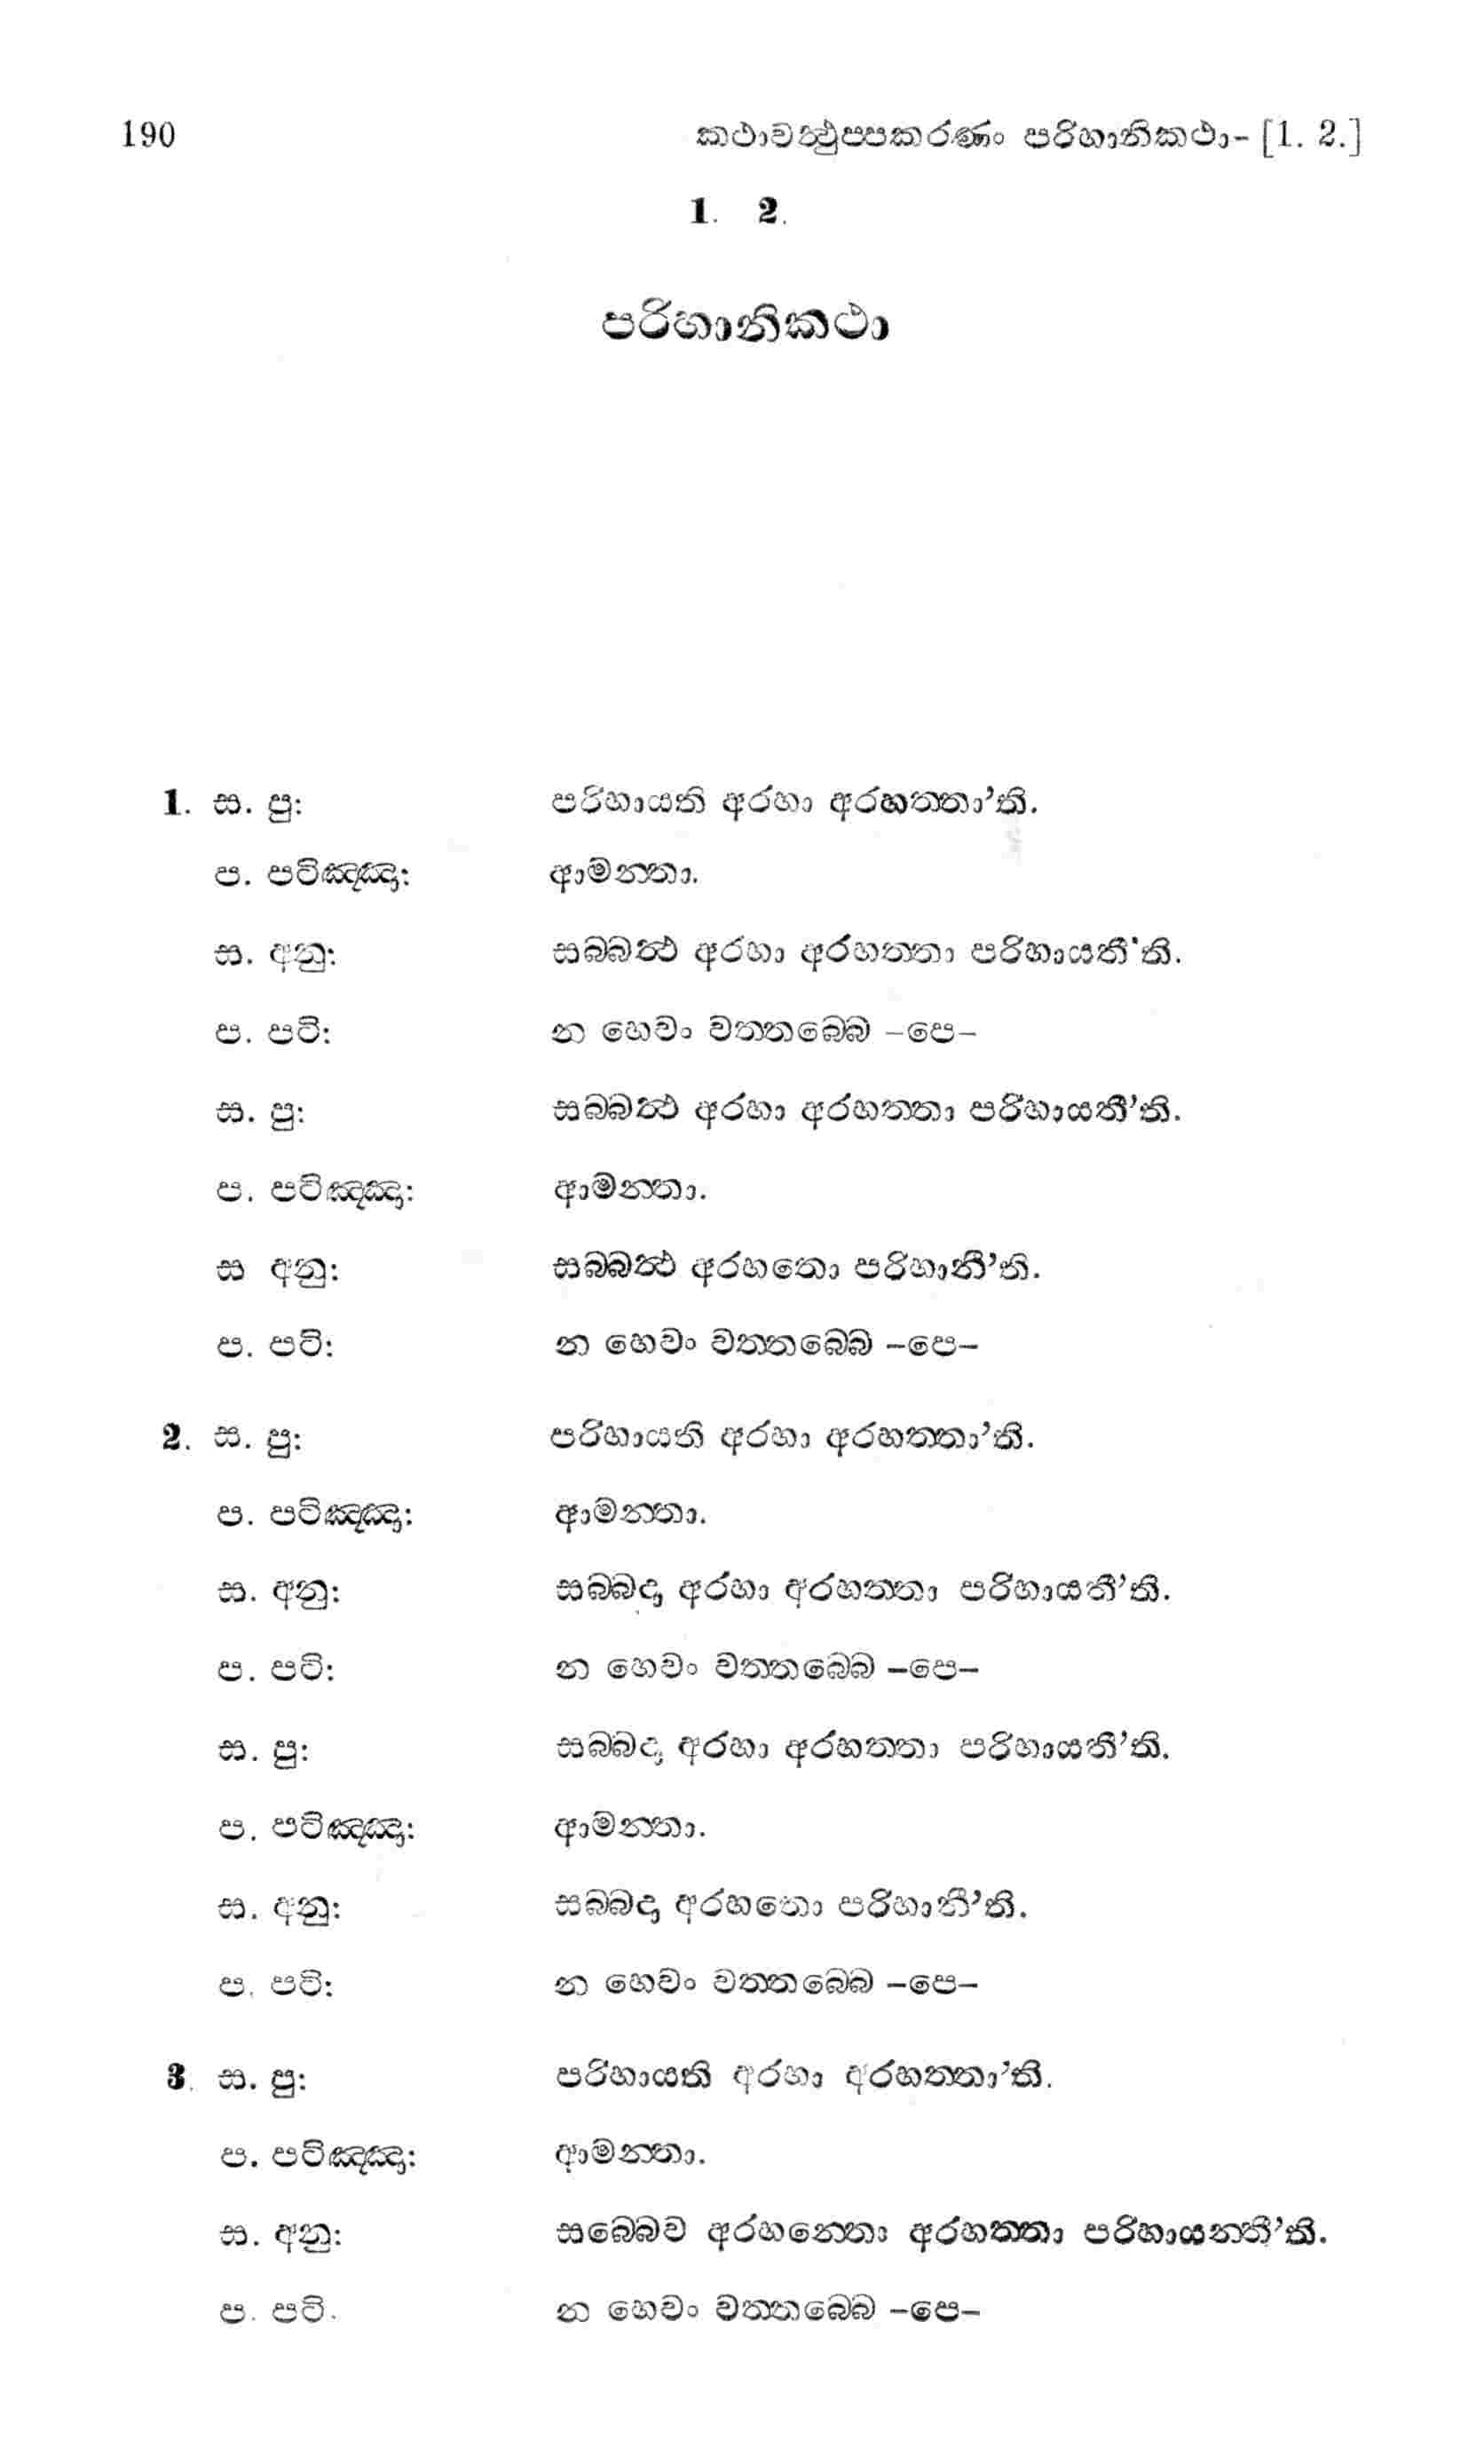 190 කථාවත්‍ථුප්පකරණං පරිහානිකථා- [1. 2.]
1. 2.
පරිහානිකථා
1. ස. පු: පරිහායති අරහා අරහත්තා’ති.
ප. පටිඤ්ඤා: ආමන්තා.
ස. අනු: සබ්බත්‍ථ අරහා අරහත්තා පරිහායතී’ති.
ප. පටි: න හෙවං වත්තබ්බෙ –පෙ–
ස. පු: සබ්බත්‍ථ අරහා අරහත්තා පරිහායතී’ති.
ප. පටිඤ්ඤා: ආමන්තා.
ස අනු: සබ්බත්‍ථ අරහතො පරිහානී’ති.
ප. පටි: න හෙවං වත්තබ්බෙ –පෙ–
2. ස. පු: පරිහායති අරහා අරහත්තා’ති.
ප. පටිඤ්ඤා: ආමන්තා.
ස. අනු: සබ්බදා අරහා අරහත්තා පරිහායතී’ති.
ප. පටි: න හෙවං වත්තබ්බෙ –පෙ–
ස. පු: සබ්බදා අරහා අරහත්තා පරිහායතී’ති.
ප. පටිඤ්ඤා: ආමන්තා.
ස. අනු: සබ්බදා අරහතො පරිහානී’ති.
ප. පටි: න හෙවං වත්තබ්බෙ –පෙ–
3. ස. පු: පරිහායති අරහා අරහත්තා’ති.
ප. පටිඤ්ඤා: ආමන්තා.
ස. අනු: සබ්බෙව අරහන්තො අරහත්තා පරිහායන්තී’ති.
ප. පටි. න හෙවං වත්තබ්බෙ –පෙ–